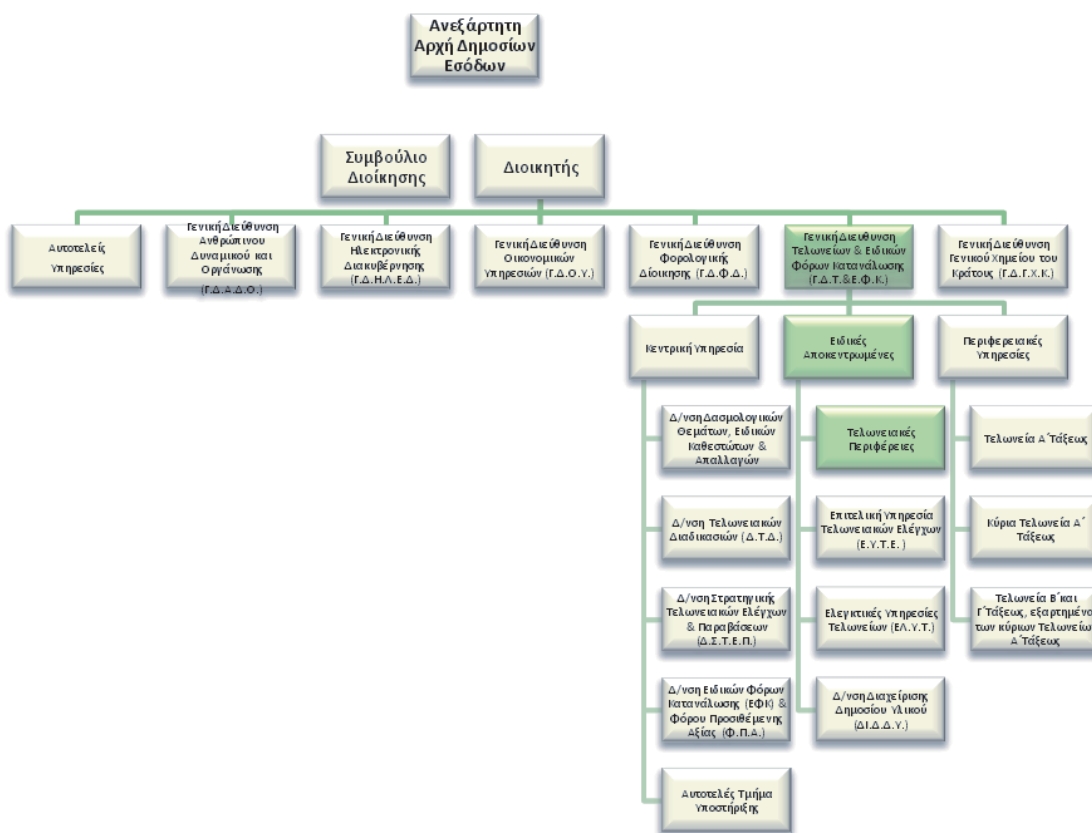 Ανεξάρτητη
Αρχή Δημοσίων
Εσόδων
Συμβούλιο
Διοίκησης
Διοικητής
Αυτοτελείς
Υπηρεσίες
Γενική Διεύθυνση
Ανθρώπινου
Δυναμικού και
Οργάνωσης
(Γ.Δ.Α.Δ.Ο.)
Γενική Διεύθυνση
Ηλεκτρονικής
Διακυβέρνησης
(Γ.Δ.Η.Λ.Ε.Δ.)
Γενική Διεύθυνση
Οικονομικών
Υπηρεσιών (Γ.Δ.Ο.Υ.)
Γενική Διεύθυνση
Φορολογικής
Δίοικησης (Γ.Δ.Φ.Δ.)
Γενική Διευθυνση
Τελωνείων & Ειδικών
Φόρων Κατανάλωσης
(Γ.Δ.Τ.&Ε.Φ.Κ.)
Γενική Διεύθυνση
Γενικού Χημείου του
Κράτους (Γ.Δ.Γ.Χ.Κ.)
Κεντρική Υπηρεσία
Ειδικές
Αποκεντρωμένες
Περιφερειακές
Υπηρεσίες
Δ/νση Δασμολογικών
Θεμάτων, Ειδικών
Καθεστώτων &
Απαλλαγών
Τελωνειακές
Περιφέρειες
Τελωνεία Α΄Τάξεως
Δ/νση Τελωνειακών
Διαδικασιών (Δ.Τ.Δ.)
Επιτελική Υπηρεσία
Τελωνειακών Ελέγχων
(Ε.Υ.Τ.Ε. )
Κύρια Τελωνεία Α΄
Τάξεως
Δ/νση Στρατηγικής
Τελωνειακών Ελέγχων
& Παραβάσεων
(Δ.Σ.Τ.Ε.Π.)
Ελεγκτικές Υπηρεσίες
Τελωνείων (ΕΛ.Υ.Τ.)
Τελωνεία Β΄και
Γ΄Τάξεως, εξαρτημένα
των κύριων Τελωνείων
Α΄Τάξεως
Δ/νση Ειδικών Φόρων
Κατανάλωσης (ΕΦΚ) &
Φόρου Προσιθέμενης
Αξίας (Φ.Π.Α.)
Δ/νση Διαχείρισης
Δημοσίου Υλικού
(ΔΙ.Δ.Δ.Υ.)
Αυτοτελές Τμήμα
Υποστήριξης